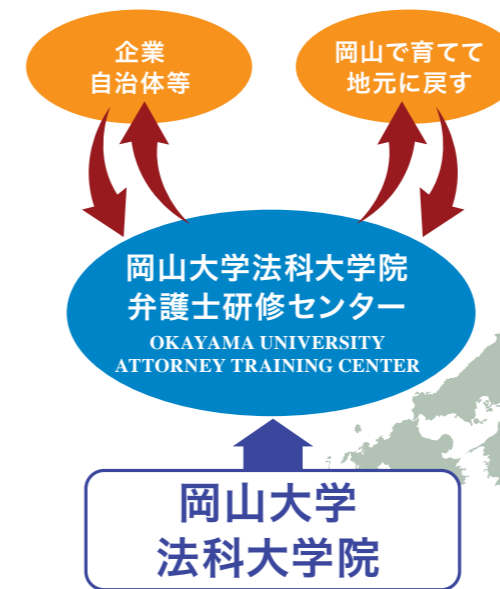 企業
自治体等
岡山で育てて
地元に戻す
岡山大学法科大学院
弁護士研修センター
OKAYAMA UNIVERSITY
ATTORNEY TRAINING CENTER
岡山大学
法科大学院